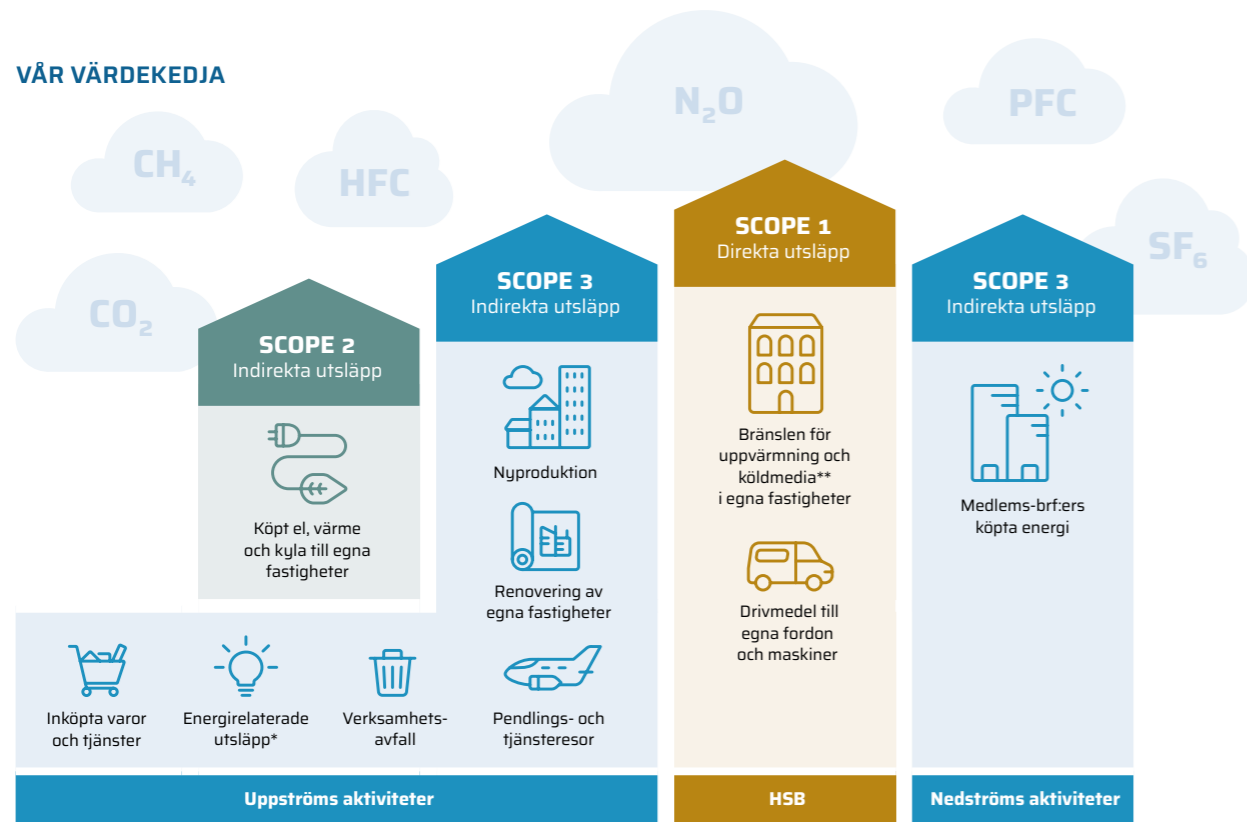 VÅR VÄRDEKEDJA
CH₄
HFC
N₂O
PFC
CO₂
SF₆
SCOPE 2
Indirekta utsläpp
Köpt el, värme
och kyla till egna
fastigheter
SCOPE 3
Indirekta utsläpp
Nyproduktion
Renovering av
egna fastigheter
Inköpta varor
och tjänster
Energirelaterade
utsläpp*
Verksamhets-
avfall
Pendlings- och
tjänsteresor
Uppströms aktiviteter
SCOPE 1
Direkta utsläpp
Bränslen för
uppvärmning och
köldmedia**
i egna fastigheter
Drivmedel till
egna fordon
och maskiner
HSB
SCOPE 3
Indirekta utsläpp
Medlems-brf:ers
köpta energi
Nedströms aktiviteter